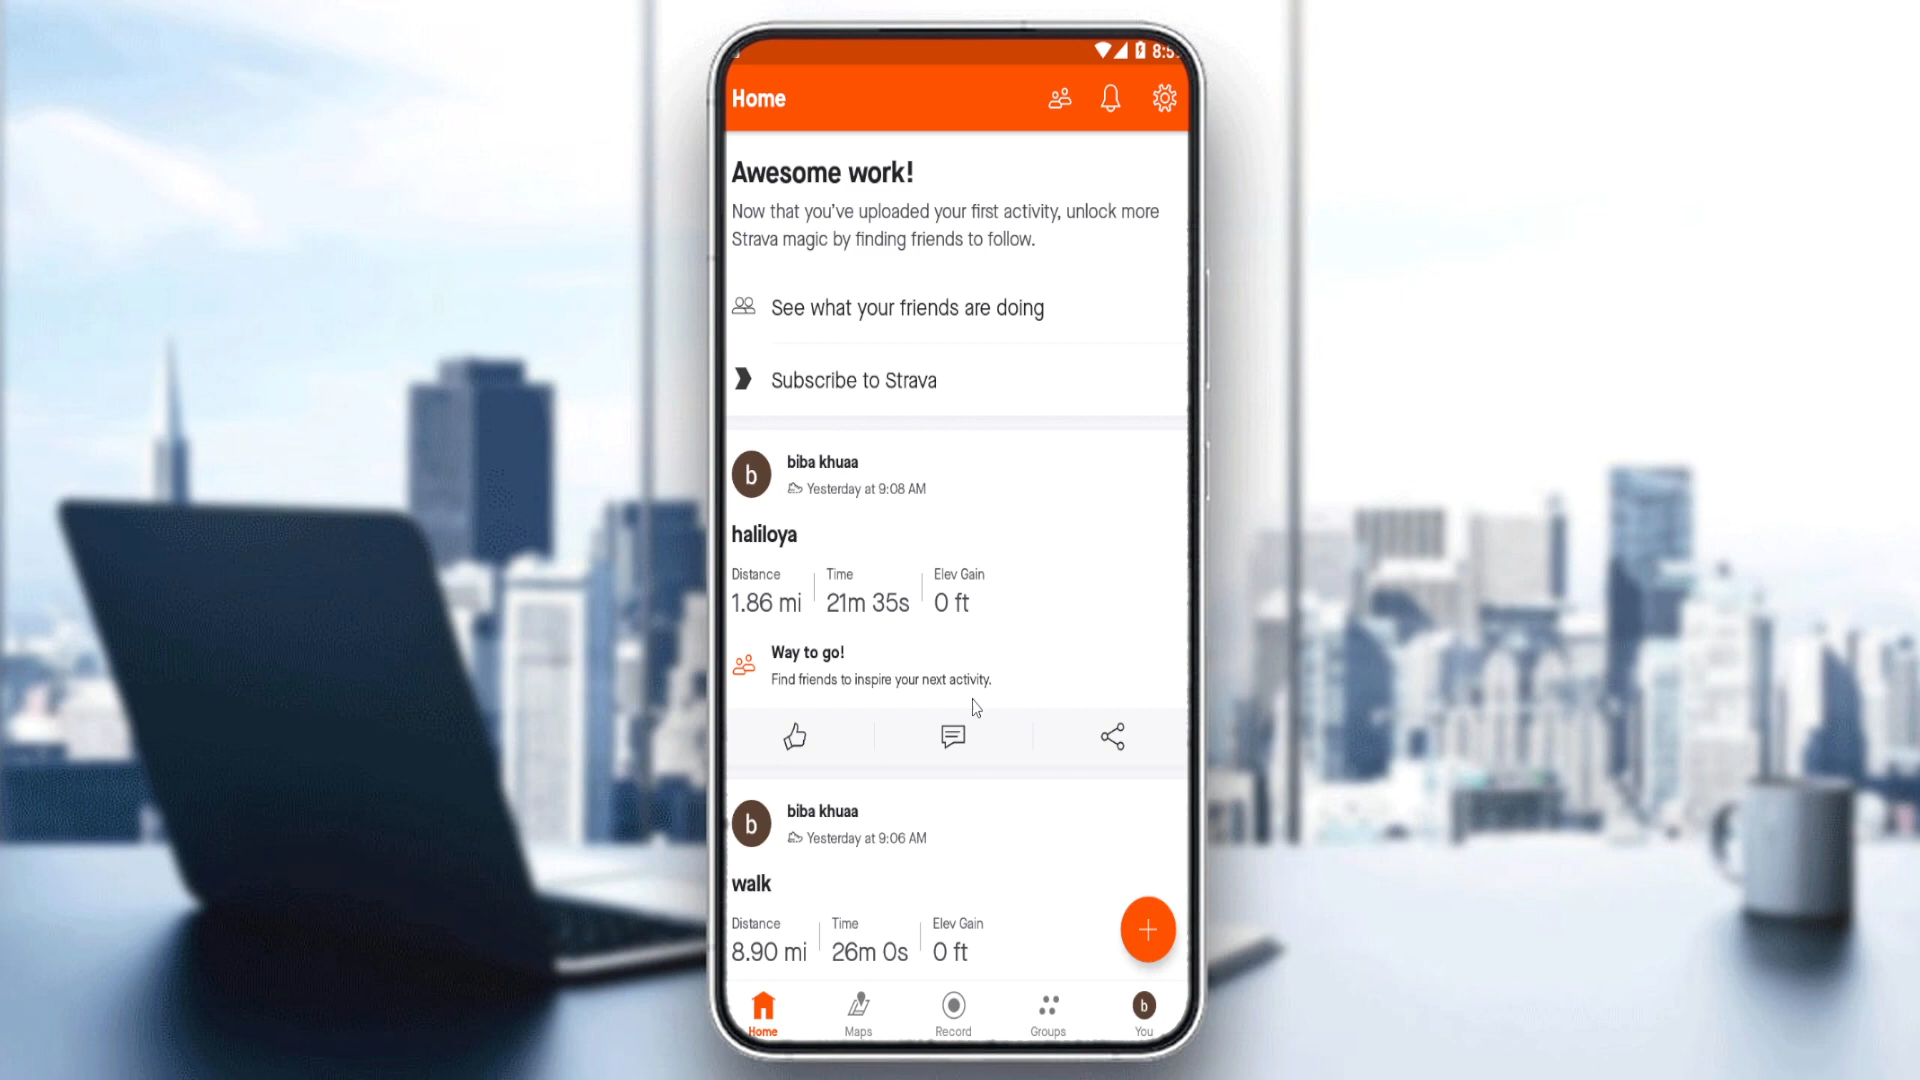 8:5
Home
Awesome work!
Now that you've uploaded your first activity, unlock more
Strava magic by finding friends to follow.
See what your friends are doing
Subscribe to Strava
b
biba khuaa
Yesterday at 9:08 AM
haliloya
Distance Time Elev Gain
1.86 mi 21m 35s 0 ft
Way to go!
Find friends to inspire your next activity.
b
biba khuaa
Yesterday at 9:06 AM
walk
Distance Time Elev Gain
8.90 mi 26m 0s 0 ft
b
Home Maps Record Groups You